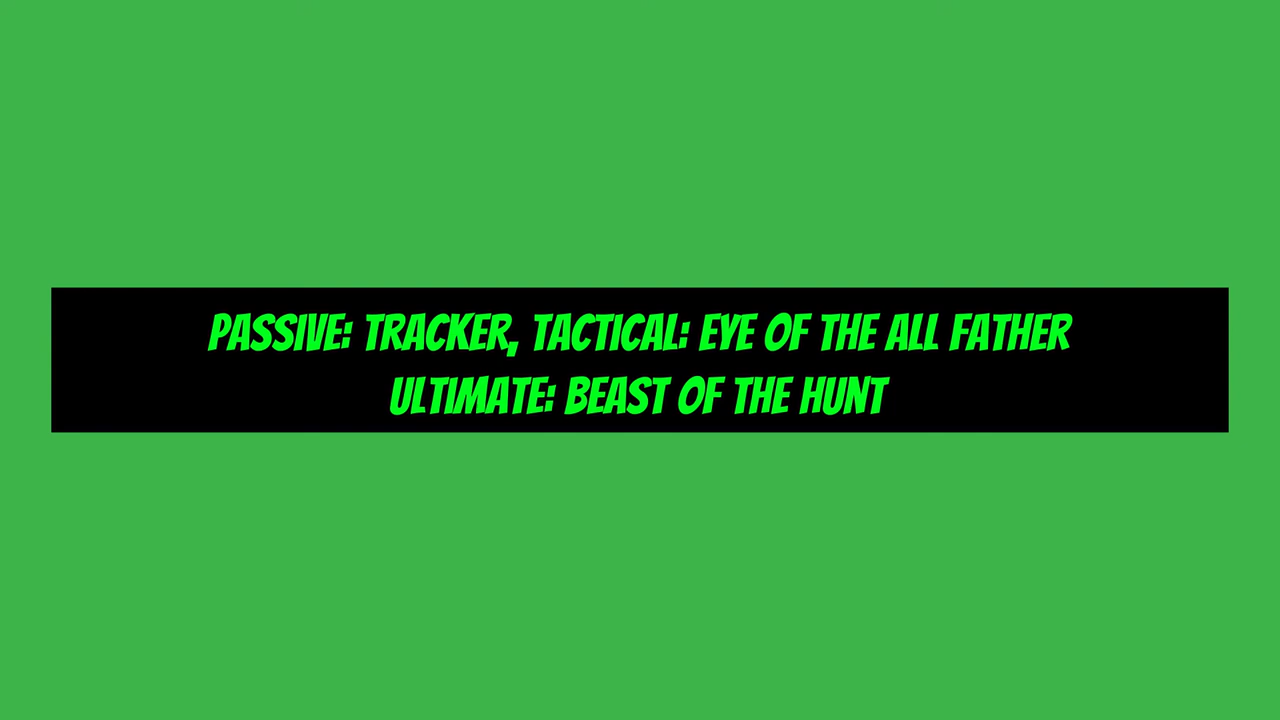 PASSIVE: TRACKER, TACTICAL: EYE OF THE ALL FATHER
ULTIMATE: BEAST OF THE HUNT